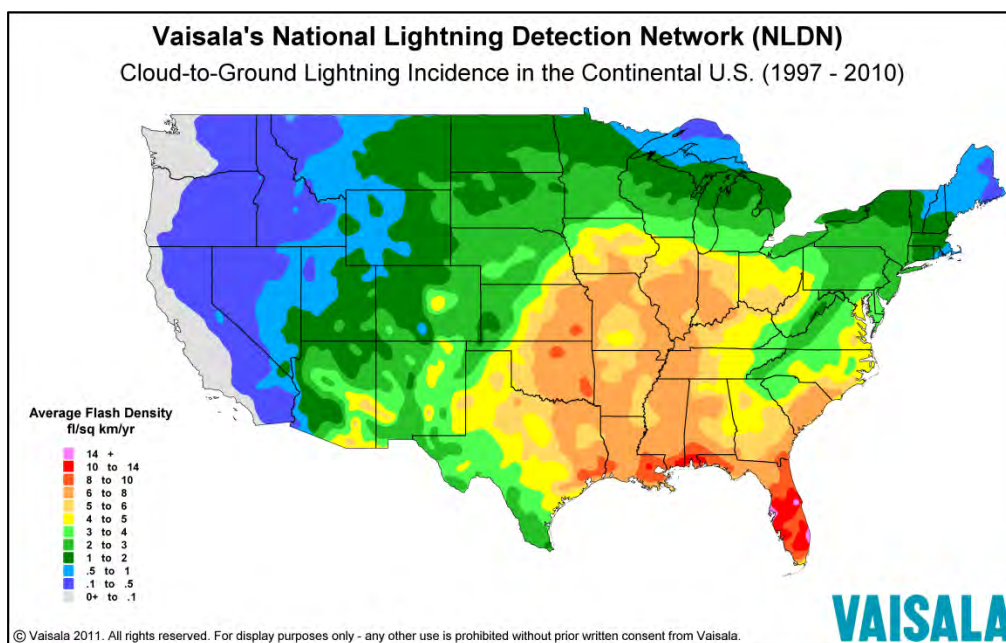 Vaisala's National Lightning Detection Network (NLDN)
Cloud-to-Ground Lightning Incidence in the Continental U.S. (1997 - 2010)
Average Flash Density
fl/sq km/yr
14 +
10 to 14
8 to 10
6 to 8
5 to 6
4 to 5
3 to 4
2 to 3
1 to 2
.5 to 1
.1 to .5
0+ to .1
VAISALA
© Vaisala 2011. All rights reserved. For display purposes only - any other use is prohibited without prior written consent from Vaisala.